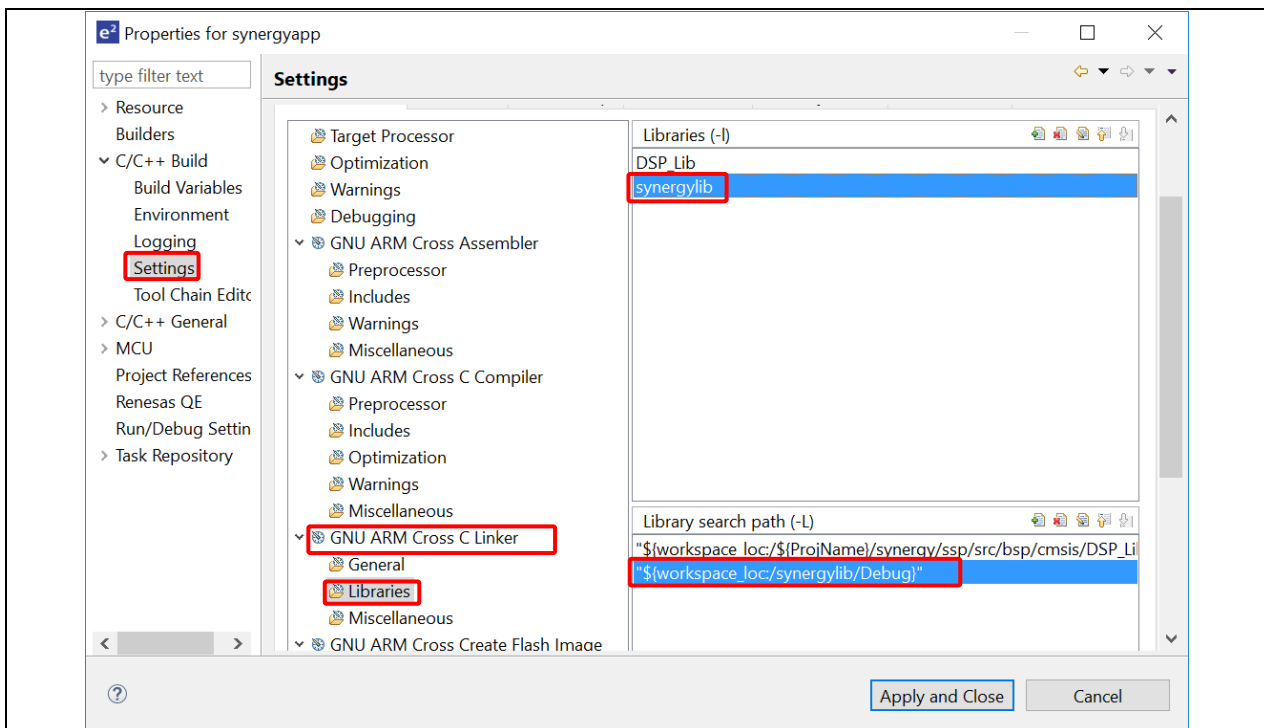 e² Properties for synergyapp
type filter text
Settings
Resource
Builders
C/C++ Build
Build Variables
Environment
Logging
Settings
Tool Chain Edito
C/C++ General
MCU
Project References
Renesas QE
Run/Debug Settin
Task Repository
Target Processor
Optimization
Warnings
Debugging
GNU ARM Cross Assembler
Preprocessor
Includes
Warnings
Miscellaneous
GNU ARM Cross C Compiler
Preprocessor
Includes
Optimization
Warnings
Miscellaneous
GNU ARM Cross C Linker
General
Libraries
Miscellaneous
GNU ARM Cross Create Flash Image
Libraries (-l)
DSP_Lib
synergylib
Library search path (-L)
"${workspace_loc:/${ProjName}/synergy/ssp/src/bsp/cmsis/DSP_Li
"${workspace_loc:/synergylib/Debug}"
Apply and Close
Cancel